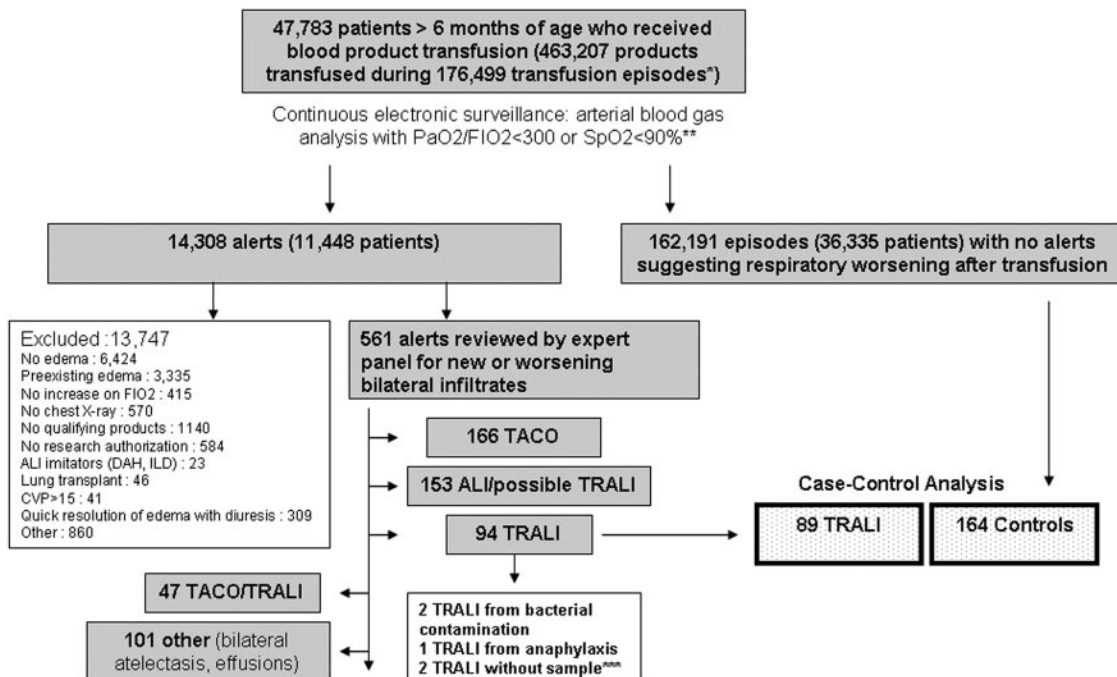 47,783 patients > 6 months of age who received
blood product transfusion (463,207 products
transfused during 176,499 transfusion episodes*)
Continuous electronic surveillance: arterial blood gas
analysis with PaO2/FIO2<300 or SpO2<90%**
14,308 alerts (11,448 patients)
162,191 episodes (36,335 patients) with no alerts
suggesting respiratory worsening after transfusion
Excluded :13,747
No edema : 6,424
Preexisting edema : 3,335
No increase on FIO2 : 415
No chest X-ray : 570
No qualifying products : 1140
No research authorization : 584
ALI imitators (DAH, ILD) : 23
Lung transplant : 46
CVP>15 : 41
Quick resolution of edema with diuresis : 309
Other : 860
561 alerts reviewed by expert
panel for new or worsening
bilateral infiltrates
166 TACO
153 ALI/possible TRALI
94 TRALI
Case-Control Analysis
89 TRALI
164 Controls
47 TACO/TRALI
101 other (bilateral
atelectasis, effusions)
2 TRALI from bacterial
contamination
1 TRALI from anaphylaxis
2 TRALI without sample***